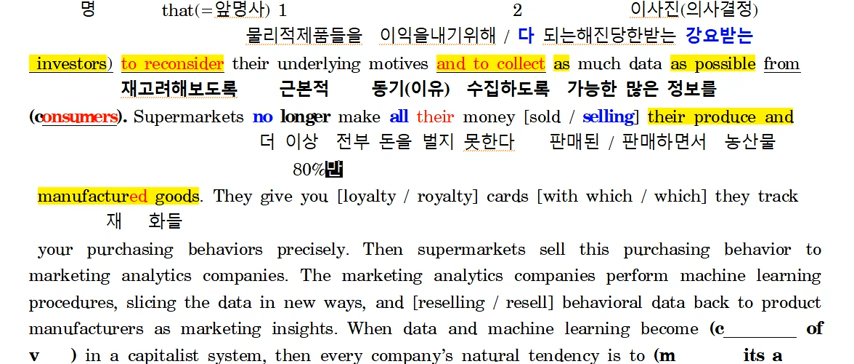 명 that(=앞명사) 1 2 이사진(의사결정)
물리적제품들을 이익을내기위해 / 다 되는해진당한받는 강요받는
investors) to reconsider their underlying motives and to collect as much data as possible from
재고려해보도록 근본적 동기(이유) 수집하도록 가능한 많은 정보를
(consumers). Supermarkets no longer make all their money [sold / selling] their produce and
더 이상 전부 돈을 벌지 못한다 판매된 / 판매하면서 농산물
80%만
manufactured goods. They give you [loyalty / royalty] cards [with which / which] they track
재 화들
your purchasing behaviors precisely. Then supermarkets sell this purchasing behavior to
marketing analytics companies. The marketing analytics companies perform machine learning
procedures, slicing the data in new ways, and [reselling / resell] behavioral data back to product
manufacturers as marketing insights. When data and machine learning become (c________ of
v___) in a capitalist system, then every company's natural tendency is to (m___ its a